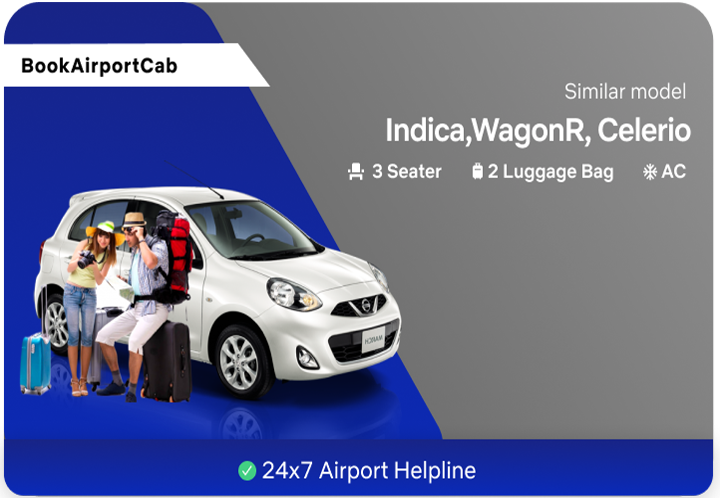 BookAirportCab
Similar model
Indica,WagonR, Celerio
3 Seater 2 Luggage Bag AC
24x7 Airport Helpline